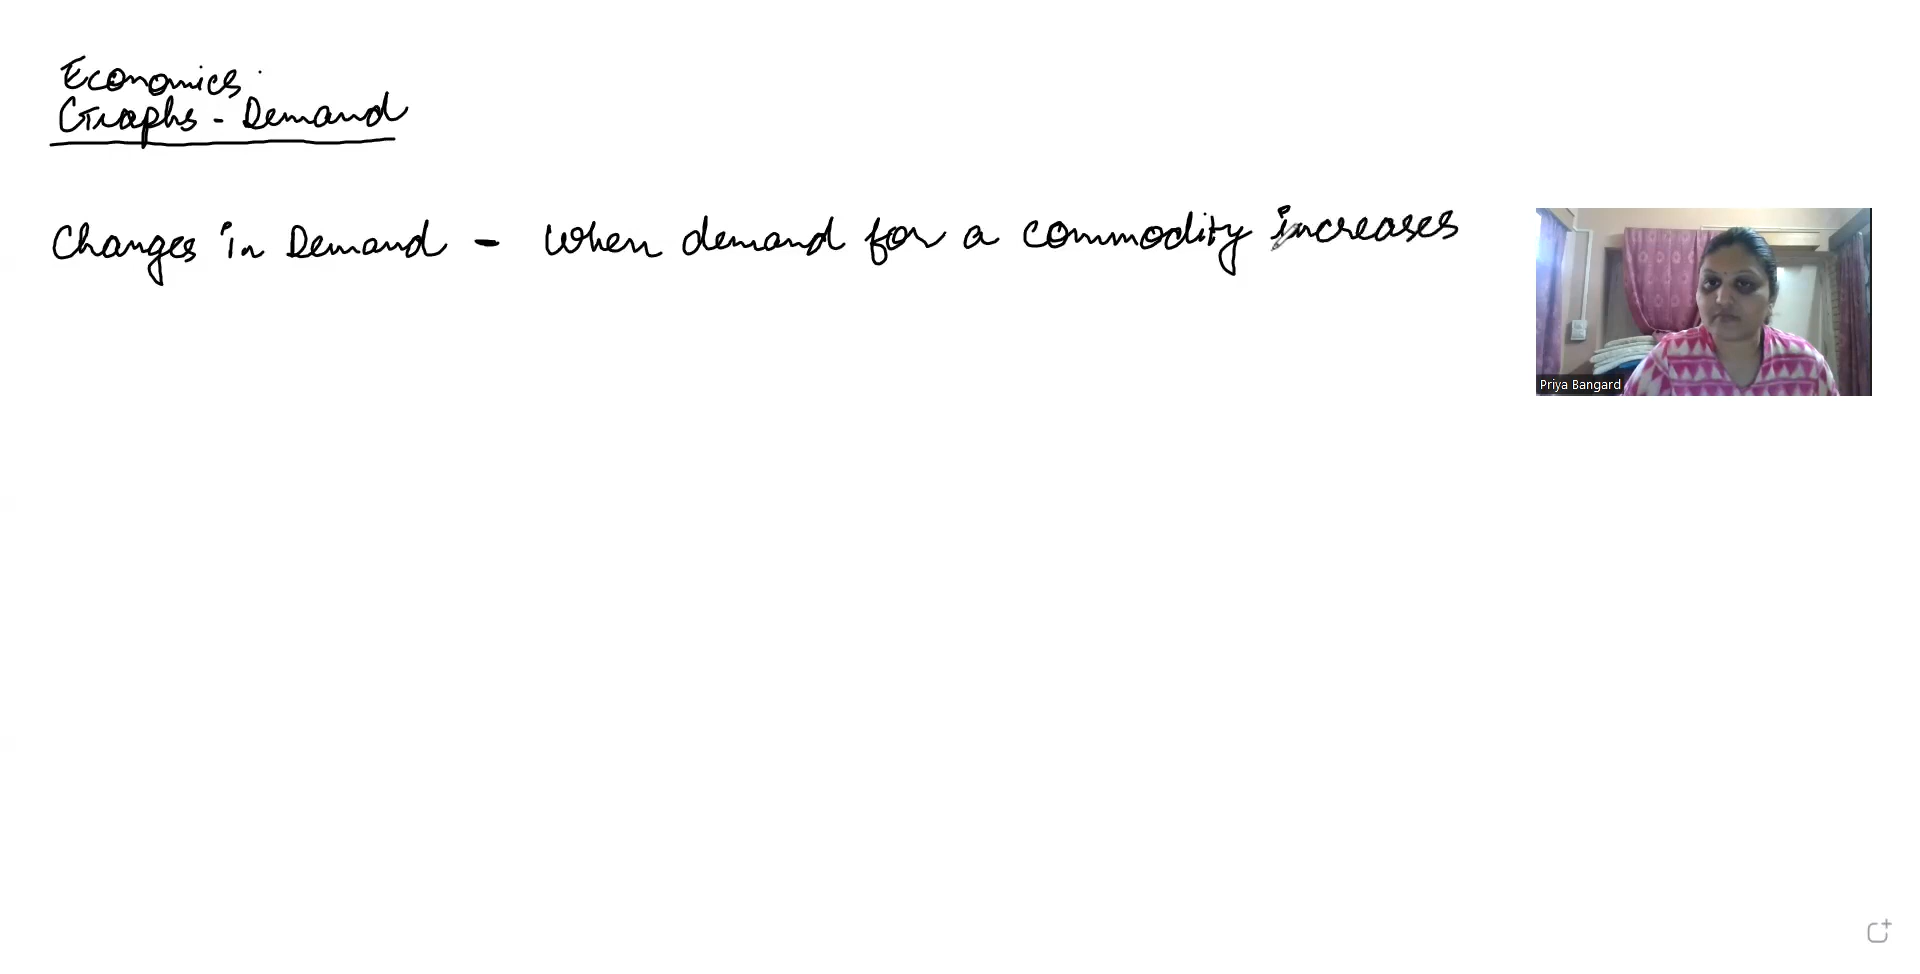 Economics
Graphs - Demand
Changes in Demand - When demand for a commodity increases
Priya Bangard